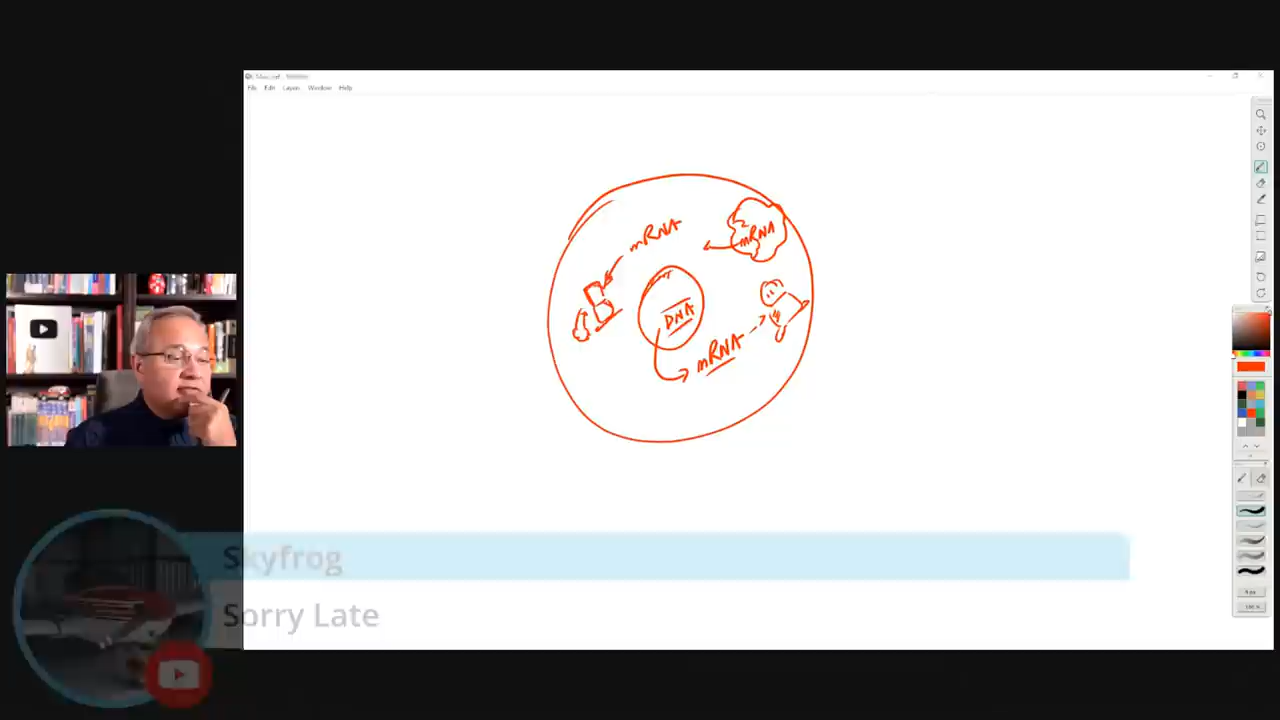 File Edit Layers Window Help
mRNA
mRNA
DNA
mRNA
Skyfrog
Sorry Late